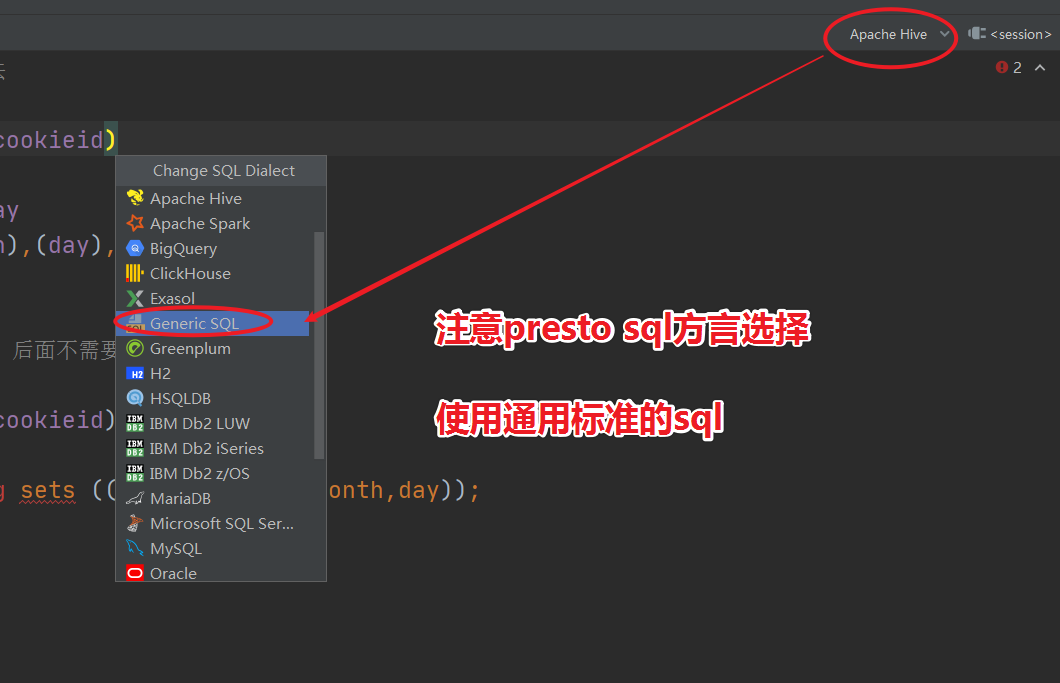 Apache Hive <session>
2
cookieid)
Change SQL Dialect
Apache Hive
Apache Spark
ay
BigQuery
),(day),
ClickHouse
Exasol
Generic SQL
注意presto sql方言选择
后面不需要
Greenplum
H2
HSQLDB
cookieid)
IBM Db2 LUW
使用通用标准的sql
IBM Db2 iSeries
IBM Db2 z/OS
g sets ((
onth,day));
MariaDB
Microsoft SQL Ser...
MySQL
Oracle